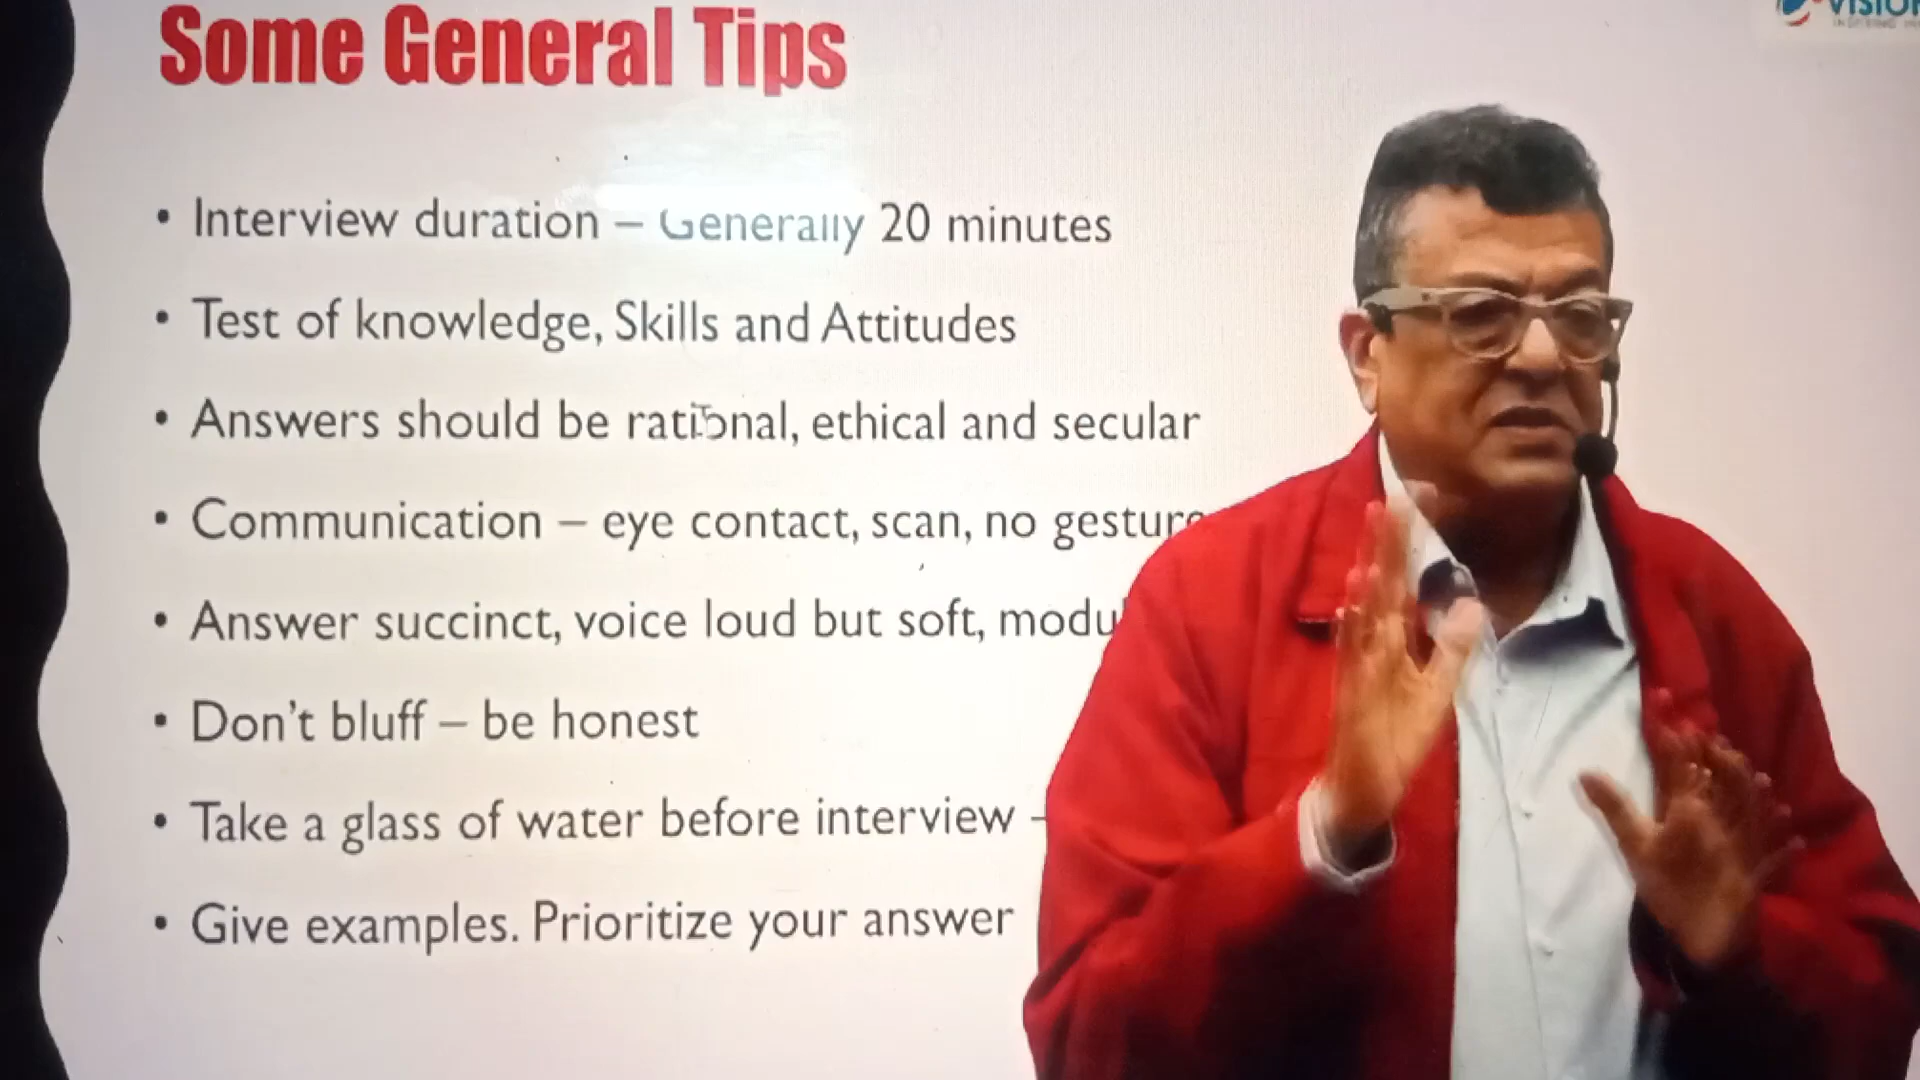 VISION
Some General Tips
• Interview duration – Generally 20 minutes
• Test of knowledge, Skills and Attitudes
• Answers should be rational, ethical and secular
• Communication – eye contact, scan, no gesture
• Answer succinct, voice loud but soft, modu
• Don't bluff – be honest
• Take a glass of water before interview -
• Give examples. Prioritize your answer